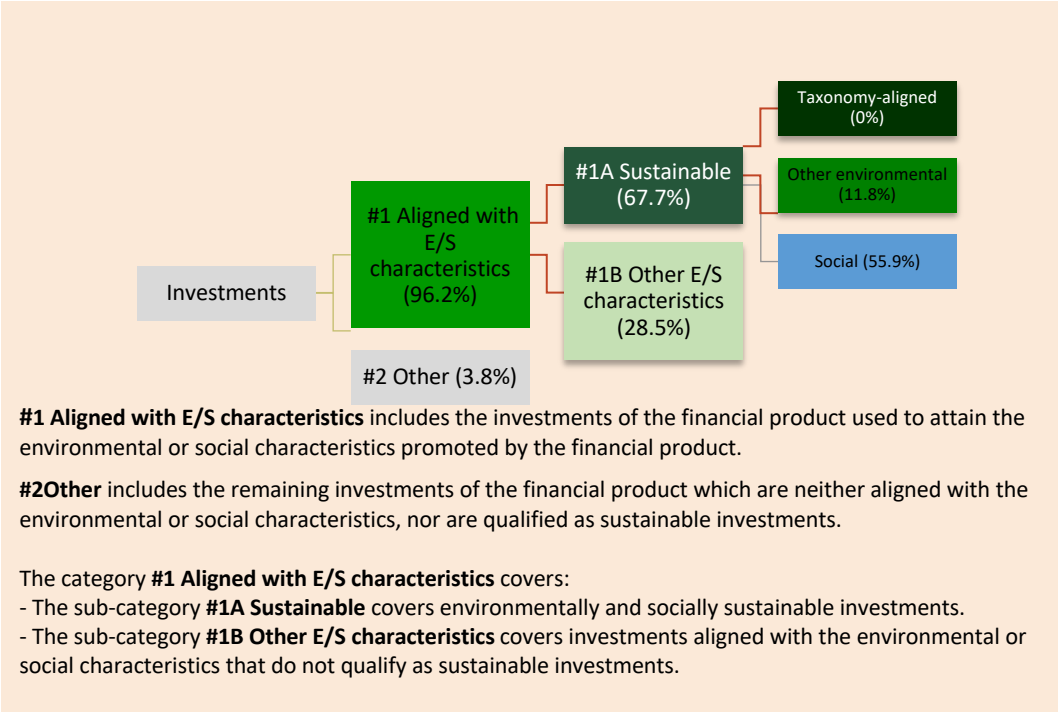 Taxonomy-aligned
(0%)
#1A Sustainable
(67.7%)
Other environmental
(11.8%)
#1 Aligned with
E/S
characteristics
(96.2%)
Social (55.9%)
Investments
#1B Other E/S
characteristics
(28.5%)
#2 Other (3.8%)
#1 Aligned with E/S characteristics includes the investments of the financial product used to attain the
environmental or social characteristics promoted by the financial product.
#2Other includes the remaining investments of the financial product which are neither aligned with the
environmental or social characteristics, nor are qualified as sustainable investments.
The category #1 Aligned with E/S characteristics covers:
- The sub-category #1A Sustainable covers environmentally and socially sustainable investments.
- The sub-category #1B Other E/S characteristics covers investments aligned with the environmental or
social characteristics that do not qualify as sustainable investments.